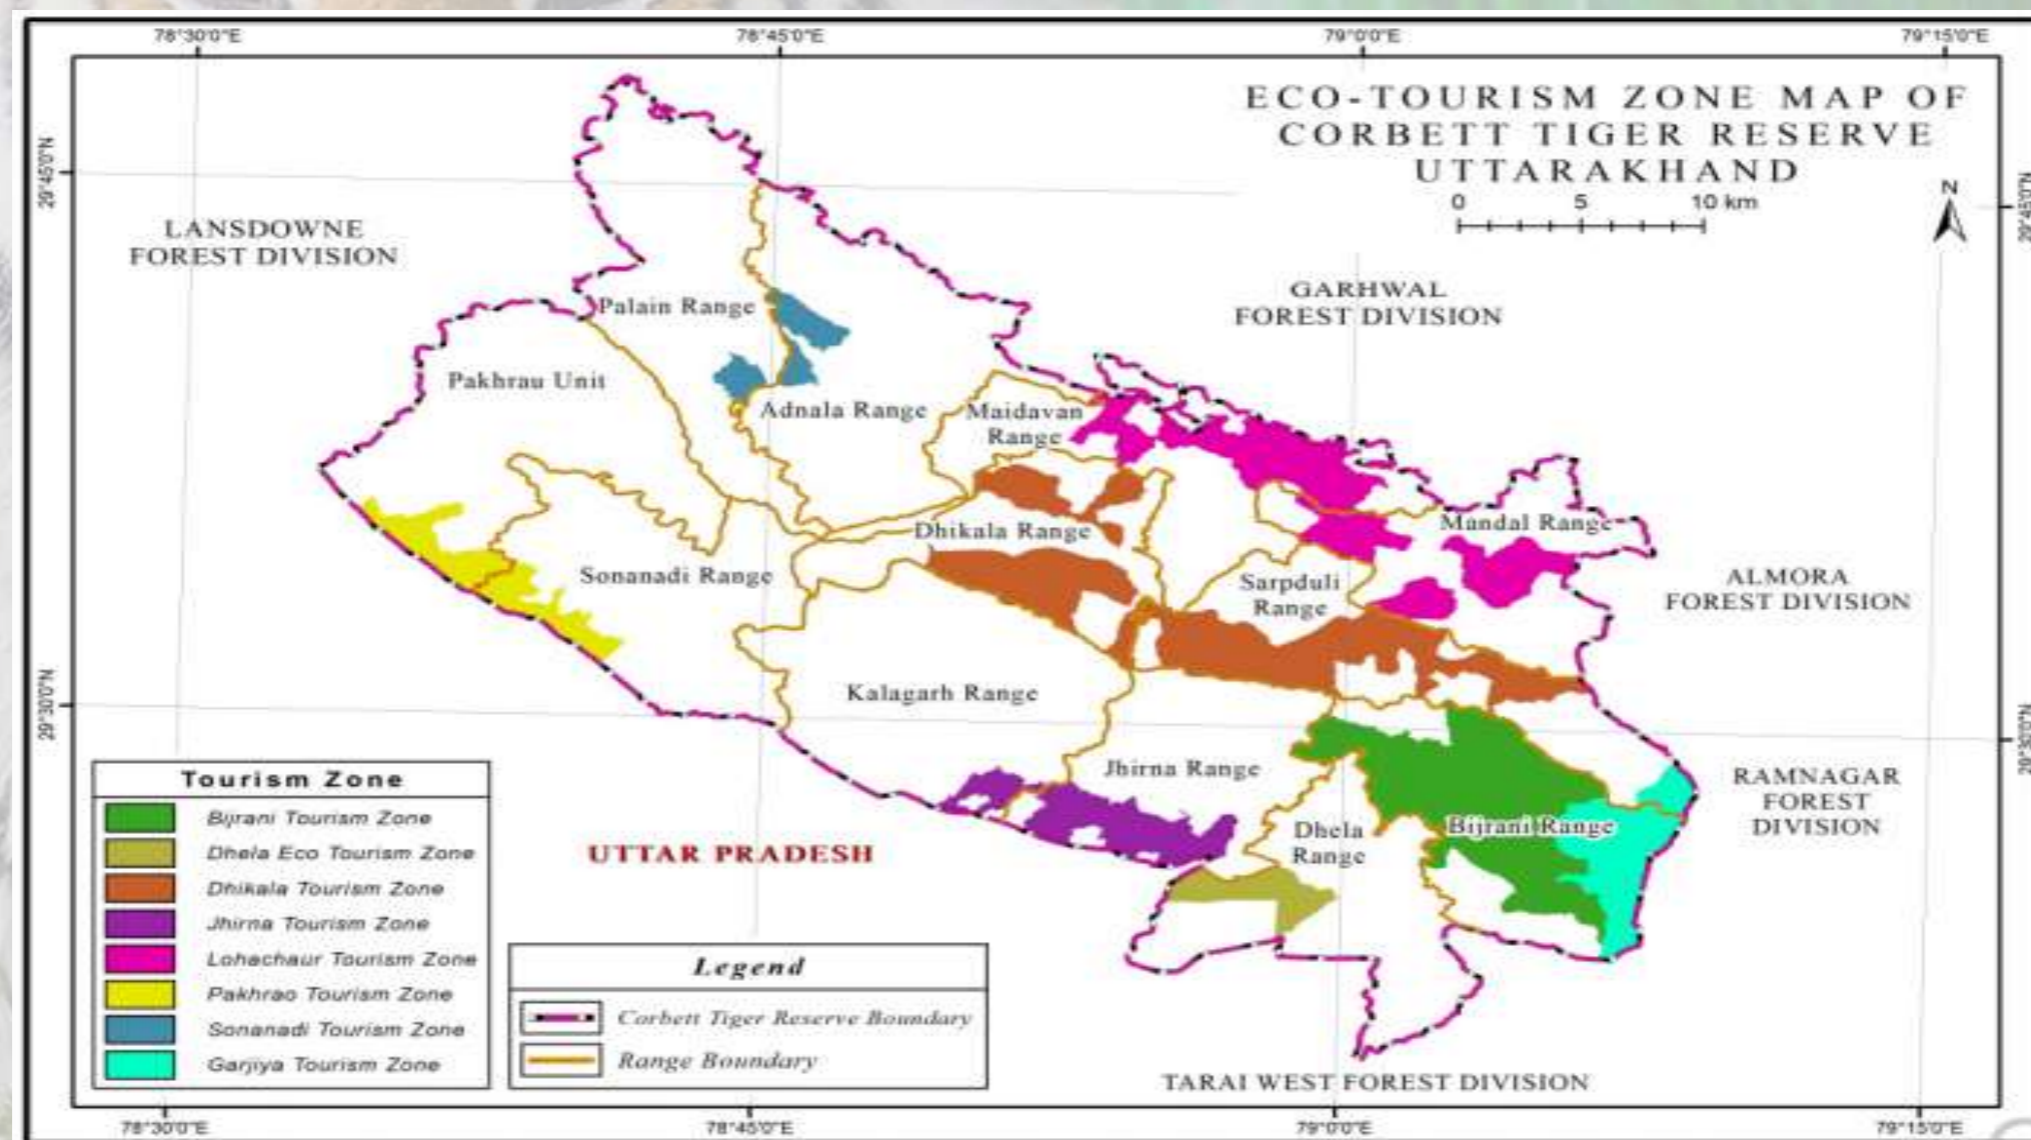 78°30'0"E
78°45'0"E
79°0'0"E
79°15'0"E
ECO-TOURISM ZONE MAP OF
CORBETT TIGER RESERVE
UTTARAKHAND
0 5 10 km
N
29°45'0"N
29°45'0"N
LANSDOWNE
FOREST DIVISION
GARHWAL
FOREST DIVISION
Palain Range
Pakhrau Unit
Adnala Range
Maidavan
Range
Dhikala Range
Mandal Range
Sonanadi Range
Sarpduli
Range
ALMORA
FOREST DIVISION
Kalagarh Range
29°30'0"N
29°30'0"N
Jhirna Range
RAMNAGAR
FOREST
DIVISION
Dhela
Range
Bijrani Range
UTTAR PRADESH
Tourism Zone
Bijrani Tourism Zone
Dhela Eco Tourism Zone
Dhikala Tourism Zone
Jhirna Tourism Zone
Lohachaur Tourism Zone
Pakhrao Tourism Zone
Sonanadi Tourism Zone
Garjiya Tourism Zone
Legend
Corbett Tiger Reserve Boundary
Range Boundary
TARAI WEST FOREST DIVISION
78°30'0"E
78°45'0"E
79°0'0"E
79°15'0"E